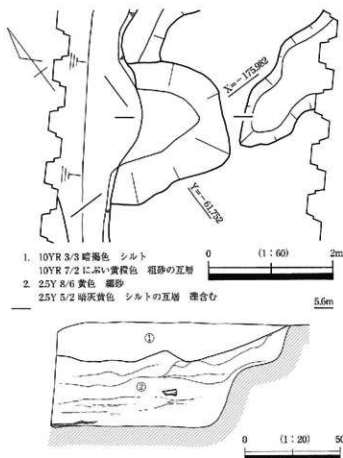 X=-175.982
Y=-61.752
1. 10YR 3/3 暗褐色 シルト
10YR 7/2 にぶい黄橙色 粗砂の互層
2. 2.5Y 8/6 黄色 細砂
2.5Y 5/2 暗灰黄色 シルトの互層 礫含む
0 (1:60) 2m
5.6m
①
②
0 (1:20) 50